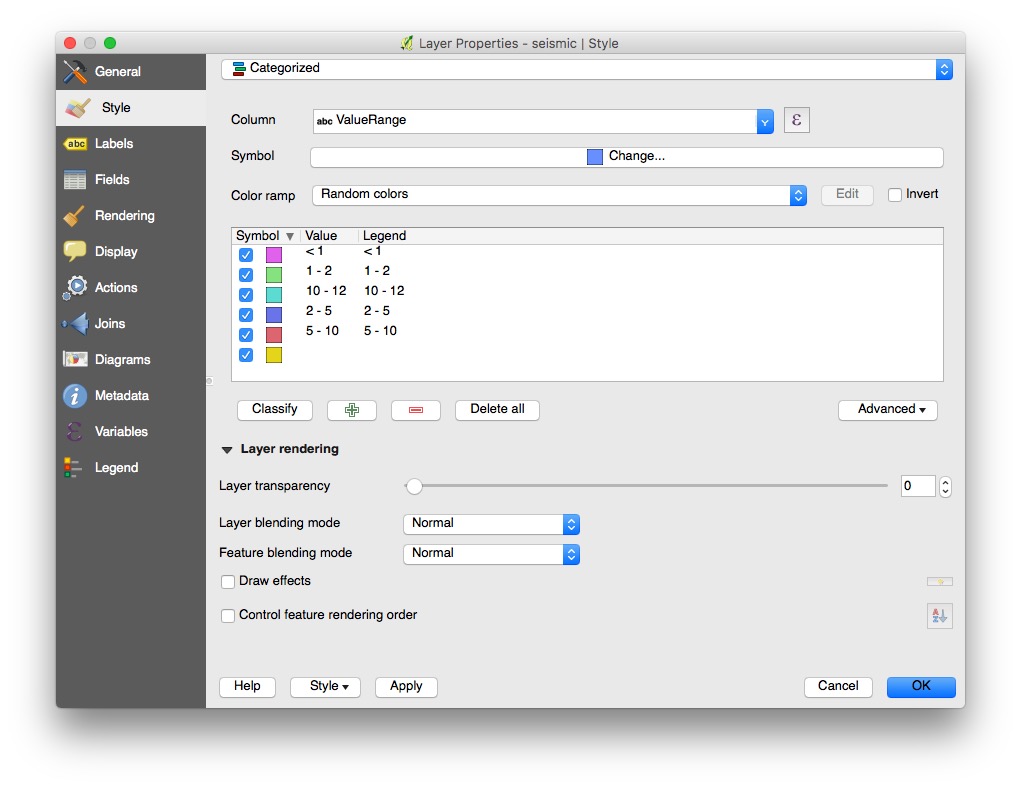 Layer Properties - seismic | Style
General
Style
abc Labels
Fields
Rendering
Display
Actions
Joins
Diagrams
Metadata
Variables
Legend
Categorized
Column abc ValueRange ε
Symbol Change...
Color ramp Random colors Edit Invert
Symbol Value Legend
< 1 < 1
1 - 2 1 - 2
10 - 12 10 - 12
2 - 5 2 - 5
5 - 10 5 - 10
Classify Delete all Advanced
Layer rendering
Layer transparency 0
Layer blending mode Normal
Feature blending mode Normal
Draw effects
Control feature rendering order
Help Style Apply Cancel OK